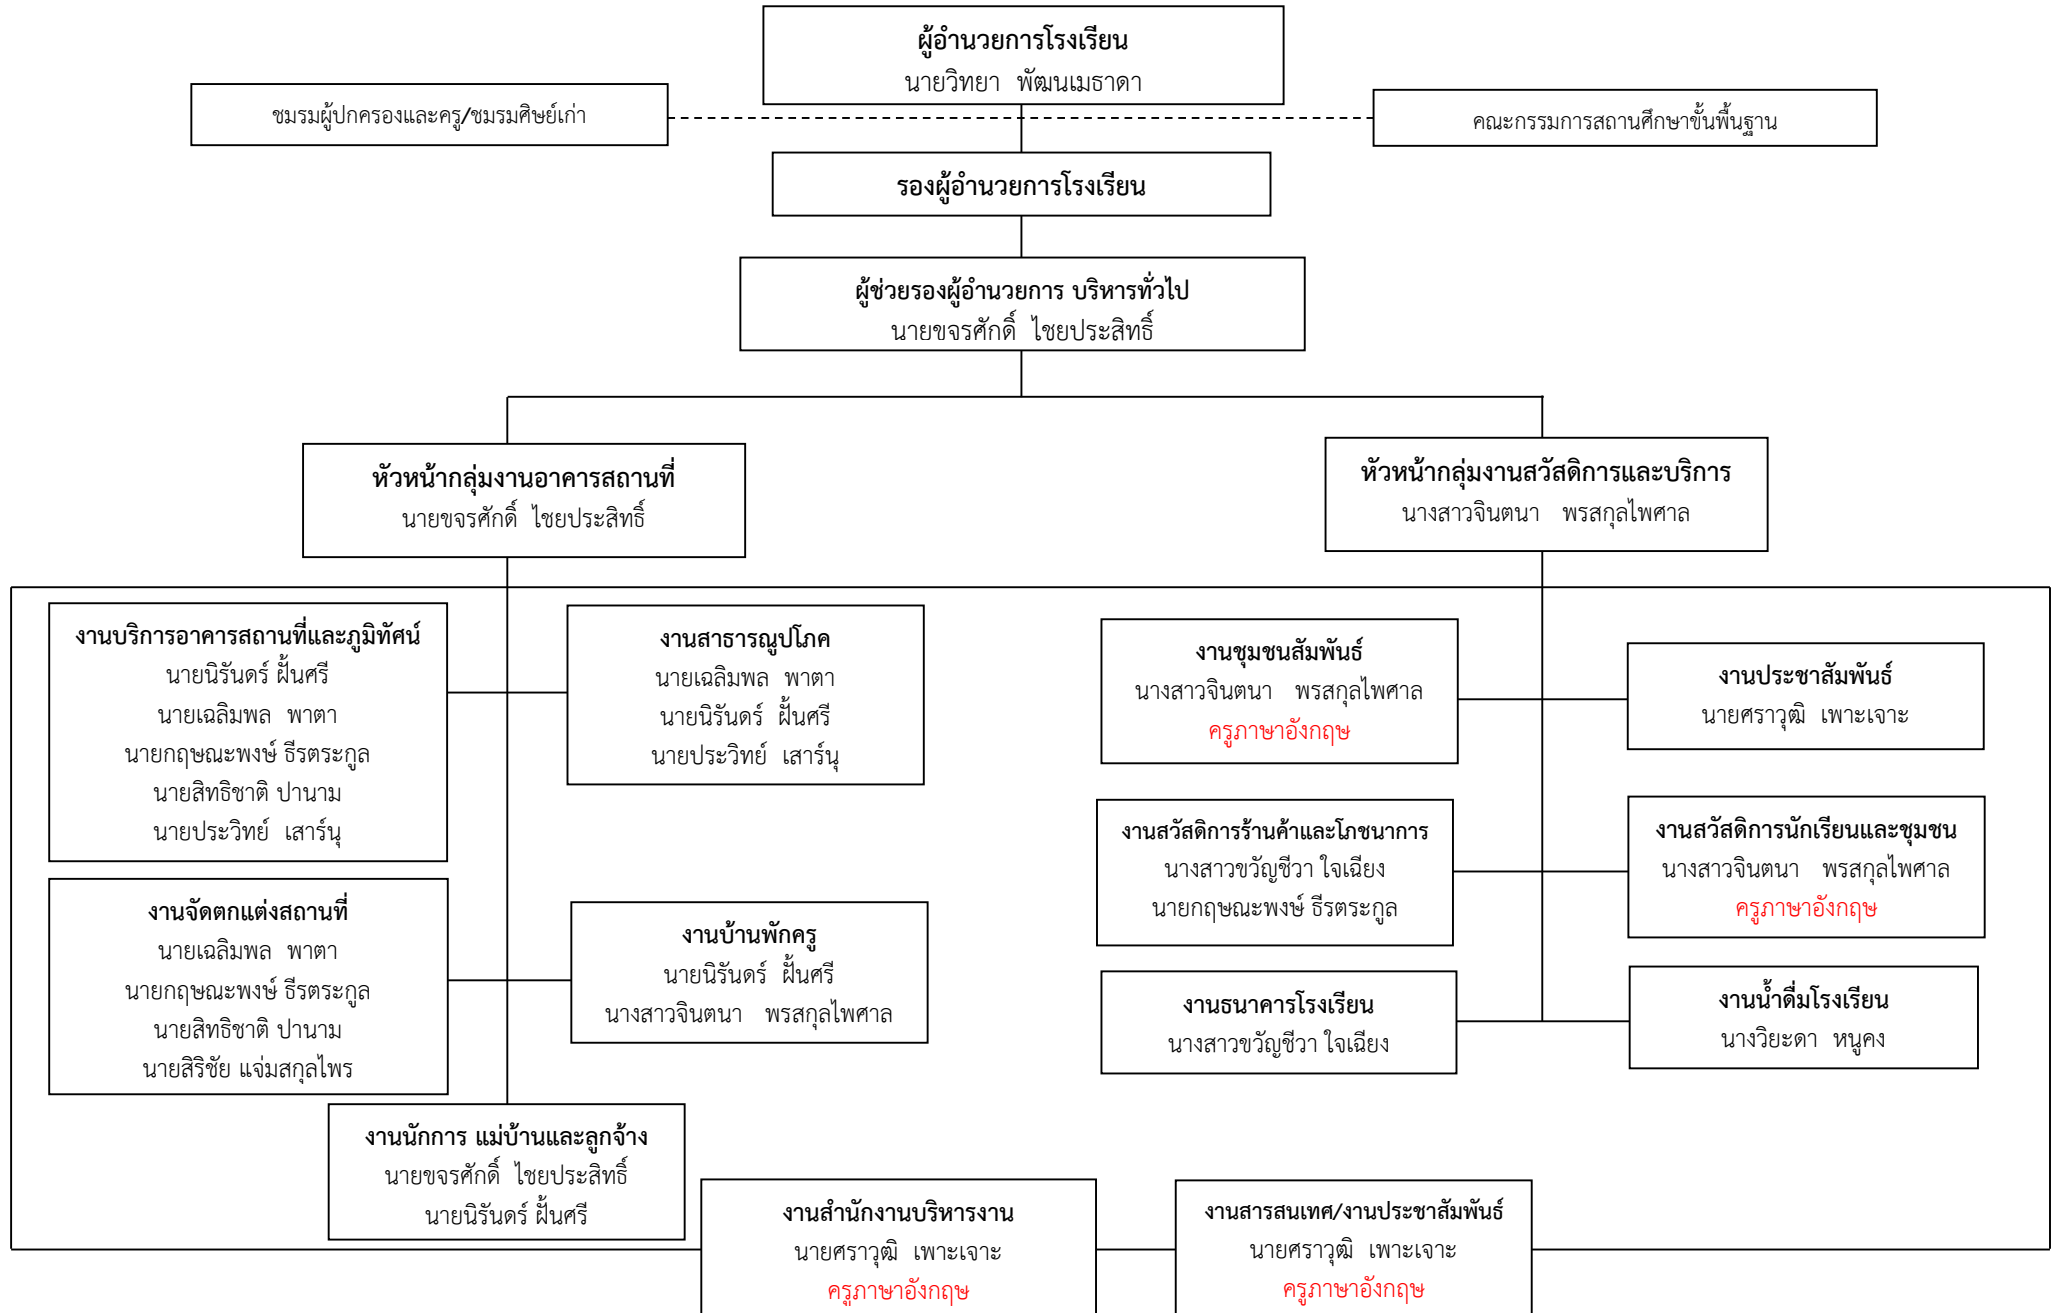 ผู้อำนวยการโรงเรียน
นายวิทยา พัฒนเมธาดา
ชมรมผู้ปกครองและครู/ชมรมศิษย์เก่า
คณะกรรมการสถานศึกษาขั้นพื้นฐาน
รองผู้อำนวยการโรงเรียน
ผู้ช่วยรองผู้อำนวยการ บริหารทั่วไป
นายขจรศักดิ์ ไชยประสิทธิ์
หัวหน้ากลุ่มงานอาคารสถานที่
นายขจรศักดิ์ ไชยประสิทธิ์
หัวหน้ากลุ่มงานสวัสดิการและบริการ
นางสาวจินตนา พรสกุลไพศาล
งานบริการอาคารสถานที่และภูมิทัศน์
นายนิรันดร์ ฝั้นศรี
นายเฉลิมพล พาตา
นายกฤษณะพงษ์ ธีรตระกูล
นายสิทธิชาติ ปานาม
นายประวิทย์ เสาร์นุ
งานสาธารณูปโภค
นายเฉลิมพล พาตา
นายนิรันดร์ ฝั้นศรี
นายประวิทย์ เสาร์นุ
งานชุมชนสัมพันธ์
นางสาวจินตนา พรสกุลไพศาล
ครูภาษาอังกฤษ
งานประชาสัมพันธ์
นายศราวุฒิ เพาะเจาะ
งานสวัสดิการร้านค้าและโภชนาการ
นางสาวขวัญชีวา ใจเฉียง
นายกฤษณะพงษ์ ธีรตระกูล
งานสวัสดิการนักเรียนและชุมชน
นางสาวจินตนา พรสกุลไพศาล
ครูภาษาอังกฤษ
งานจัดตกแต่งสถานที่
นายเฉลิมพล พาตา
นายกฤษณะพงษ์ ธีรตระกูล
นายสิทธิชาติ ปานาม
นายสิริชัย แจ่มสกุลไพร
งานบ้านพักครู
นายนิรันดร์ ฝั้นศรี
นางสาวจินตนา พรสกุลไพศาล
งานธนาคารโรงเรียน
นางสาวขวัญชีวา ใจเฉียง
งานน้ำดื่มโรงเรียน
นางวิยะดา หนูคง
งานนักการ แม่บ้านและลูกจ้าง
นายขจรศักดิ์ ไชยประสิทธิ์
นายนิรันดร์ ฝั้นศรี
งานสำนักงานบริหารงาน
นายศราวุฒิ เพาะเจาะ
ครูภาษาอังกฤษ
งานสารสนเทศ/งานประชาสัมพันธ์
นายศราวุฒิ เพาะเจาะ
ครูภาษาอังกฤษ